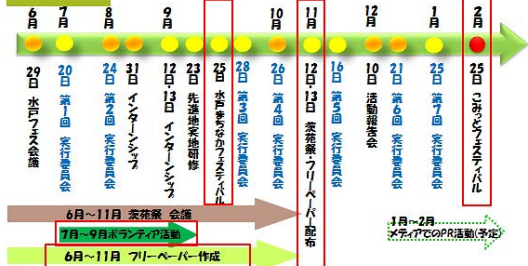 6月
7月
8月
9月
10月
11月
12月
1月
2月
29日 水戸フェス会議
20日 第1回 実行委員会
24日 第2回 実行委員会
31日 インターンシップ
12日・13日 インターンシップ
23日 先進地実地研修
25日 水戸まちなかフェスティバル
28日 第3回 実行委員会
26日 第4回 実行委員会
12日・13日 茨苑祭・フリーペーパー配布
16日 第5回 実行委員会
10日 活動報告会
21日 第6回 実行委員会
25日 第7回 実行委員会
25日 こみっとフェスティバル
6月～11月 茨苑祭 会議
7月～9月ボランティア活動
6月～11月 フリーペーパー作成
1月～2月
メディアでのPR活動(予定)